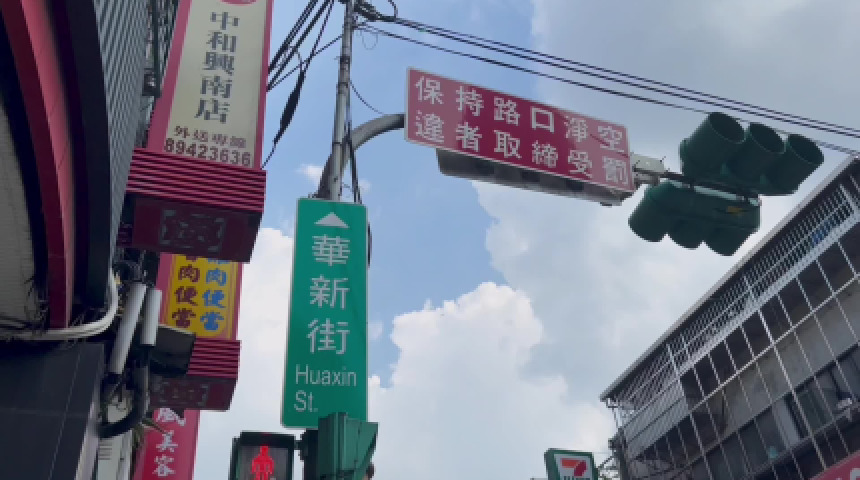 中和興南店
外送專線
89423636
保持路口淨空
違者取締受罰
華新街
Huaxin
St.
肉便當
肉便當
美容
7